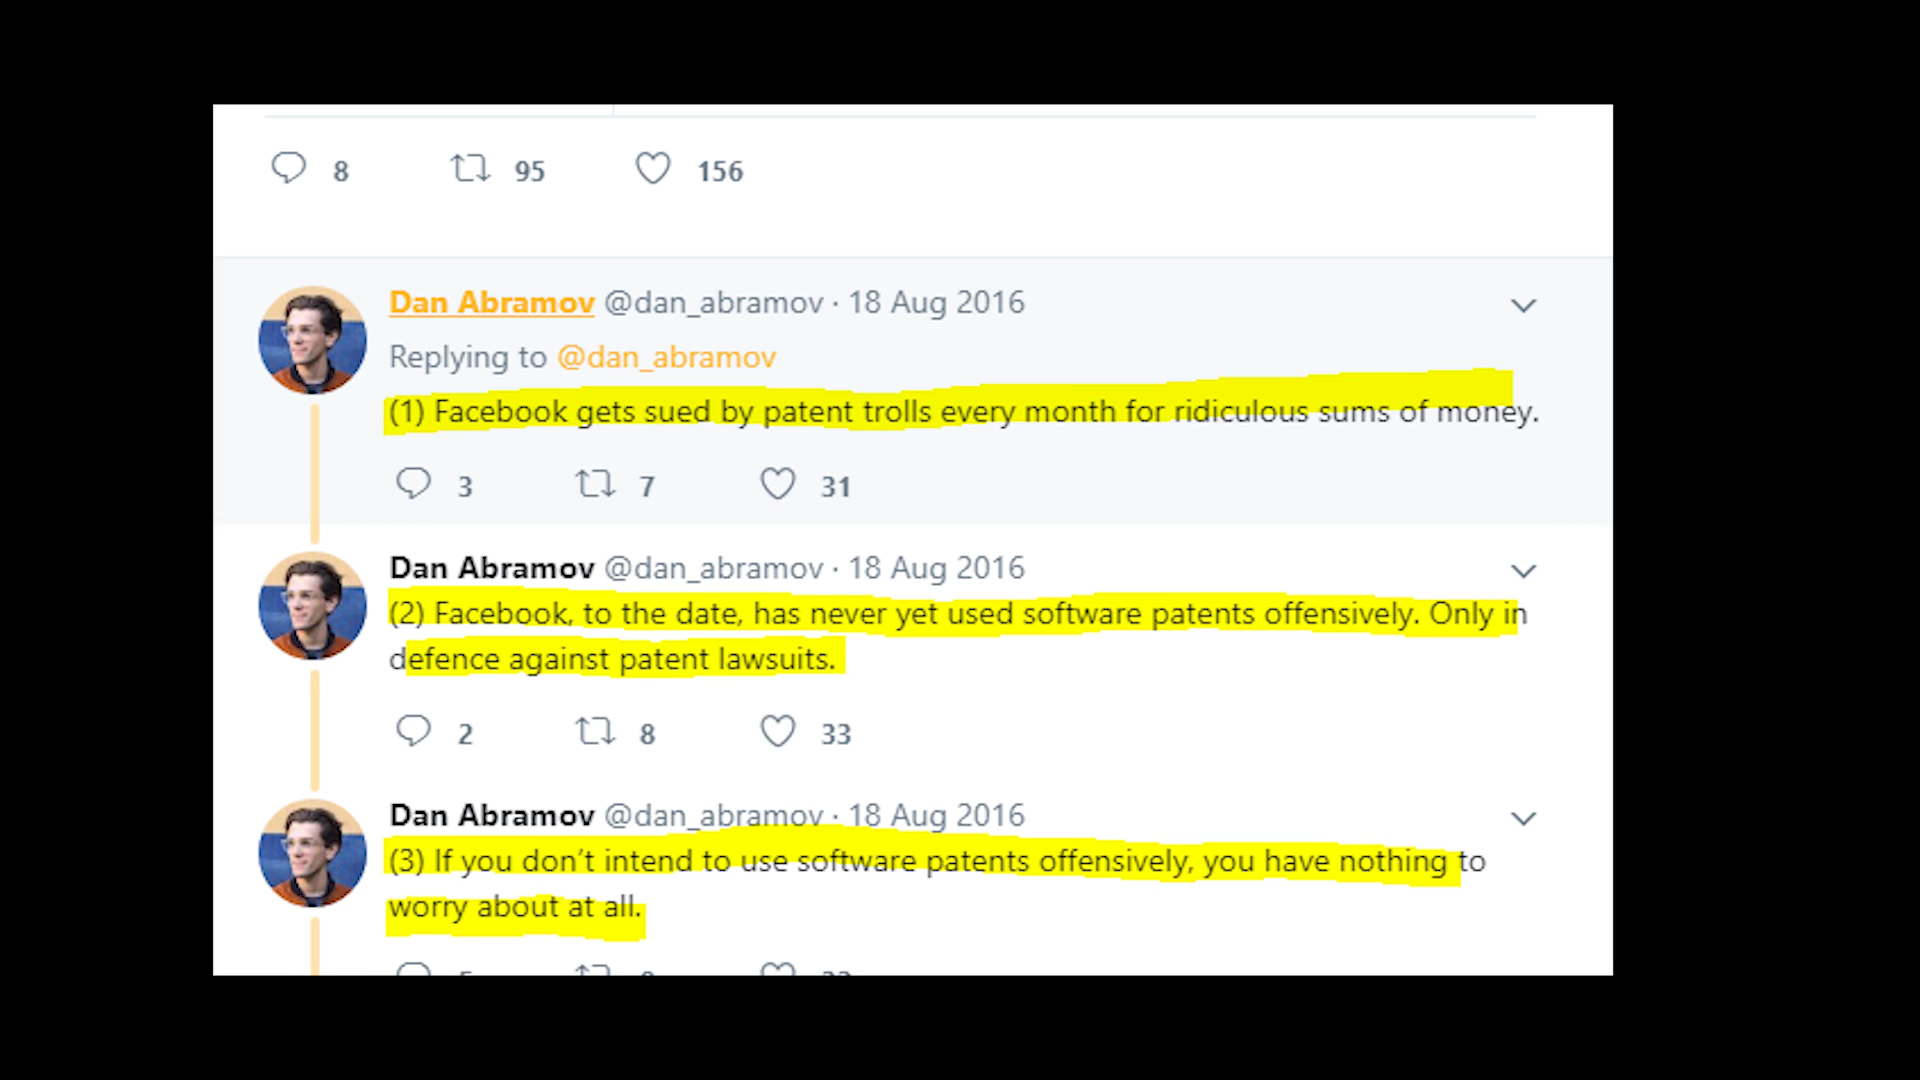 8 95 156
Dan Abramov @dan_abramov · 18 Aug 2016
Replying to @dan_abramov
(1) Facebook gets sued by patent trolls every month for ridiculous sums of money.
3 7 31
Dan Abramov @dan_abramov · 18 Aug 2016
(2) Facebook, to the date, has never yet used software patents offensively. Only in
defence against patent lawsuits.
2 8 33
Dan Abramov @dan_abramov · 18 Aug 2016
(3) If you don’t intend to use software patents offensively, you have nothing to
worry about at all.